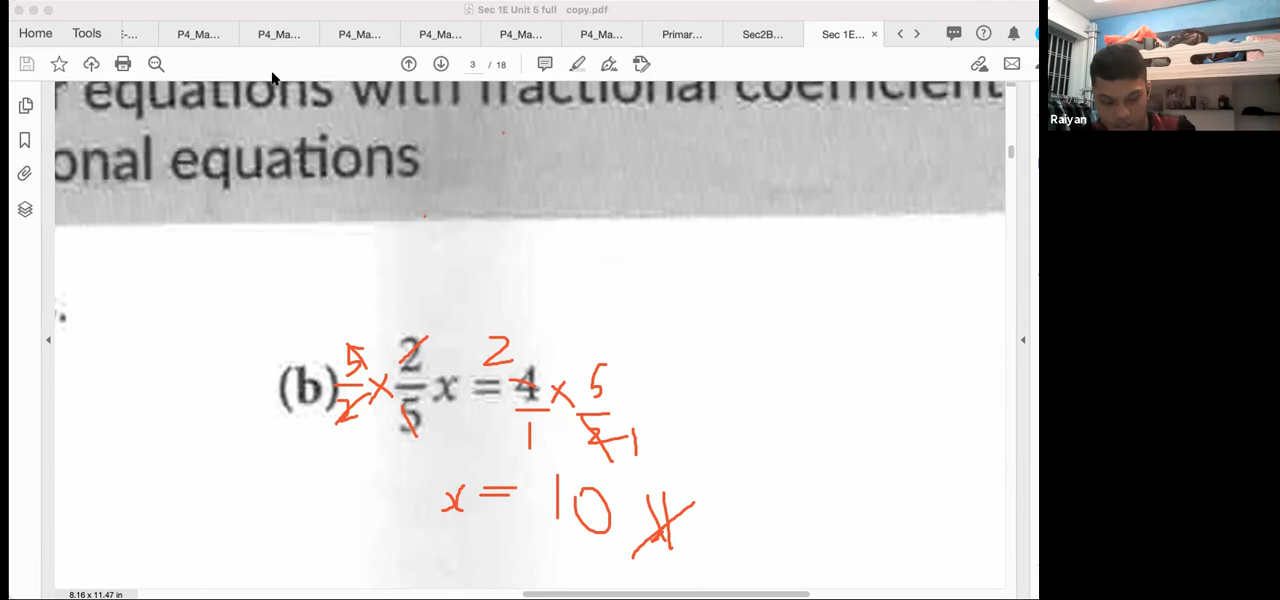 Sec 1E Unit 5 full copy.pdf
Home Tools :-... P4_Ma... P4_Ma... P4_Ma... P4_Ma... P4_Ma... P4_Ma... Primar... Sec2B... Sec 1E... ×
3 / 18
r equations with fractional coefficient
onal equations
Raiyan
(b) 5/2 × 2/5 x = 4/1 × 5/2
2
1
x = 10
8.16 x 11.47 in